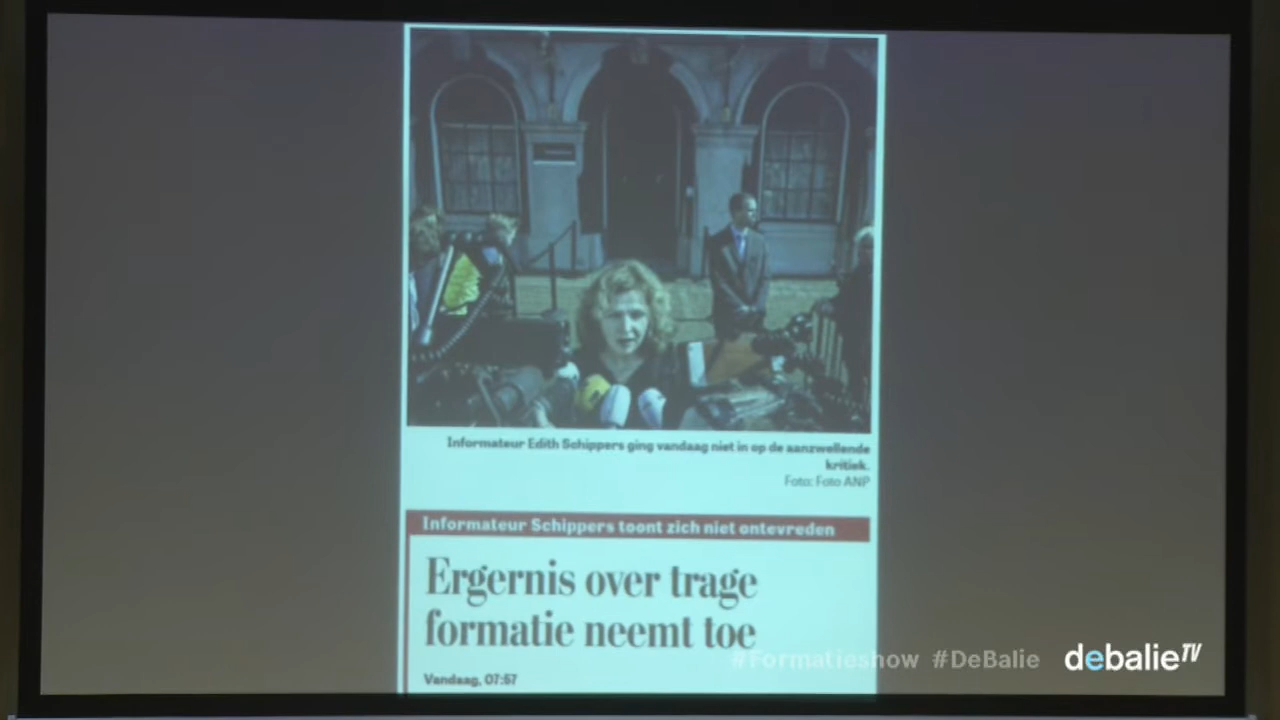 Informateur Edith Schippers ging vandaag niet in op de aanzwellende
kritiek.
Foto: Foto ANP
Informateur Schippers toont zich niet ontevreden
Ergernis over trage
formatie neemt toe
Vandaag, 07:57
#Formatieshow #DeBalie
debalieTV